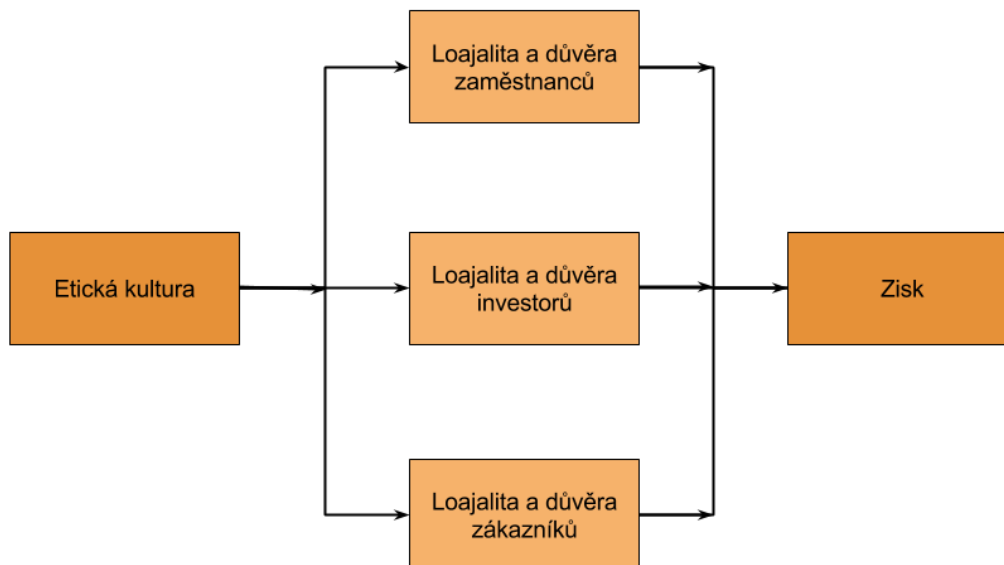 Loajalita a důvěra
zaměstnanců
Etická kultura
Loajalita a důvěra
investorů
Zisk
Loajalita a důvěra
zákazníků